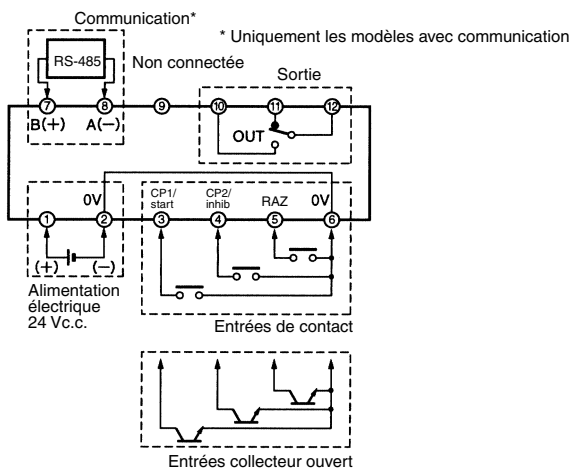 Communication*
* Uniquement les modèles avec communication
RS-485
Non connectée
Sortie
7 8 9 10 11 12
B(+) A(−)
OUT
0V
CP1/
start
CP2/
inhib
RAZ
0V
1 2 3 4 5 6
(+) (−)
Alimentation
électrique
24 Vc.c.
Entrées de contact
Entrées collecteur ouvert